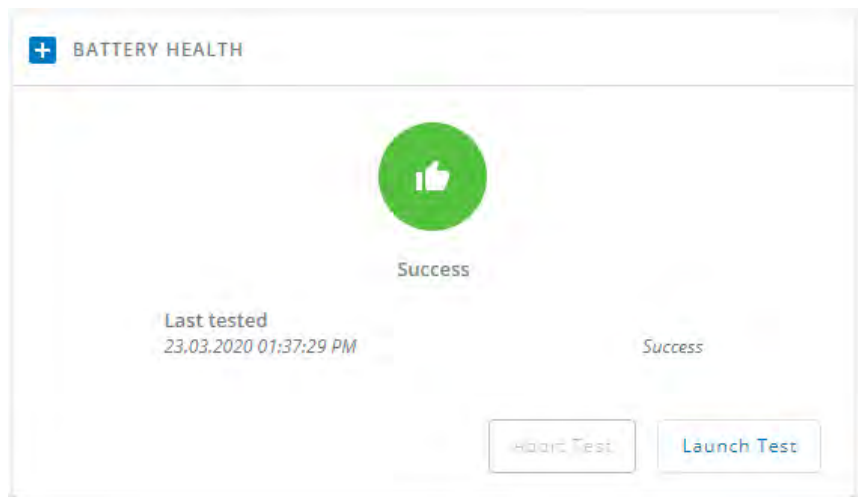 BATTERY HEALTH
Success
Last tested
23.03.2020 01:37:29 PM Success
Abort Test Launch Test